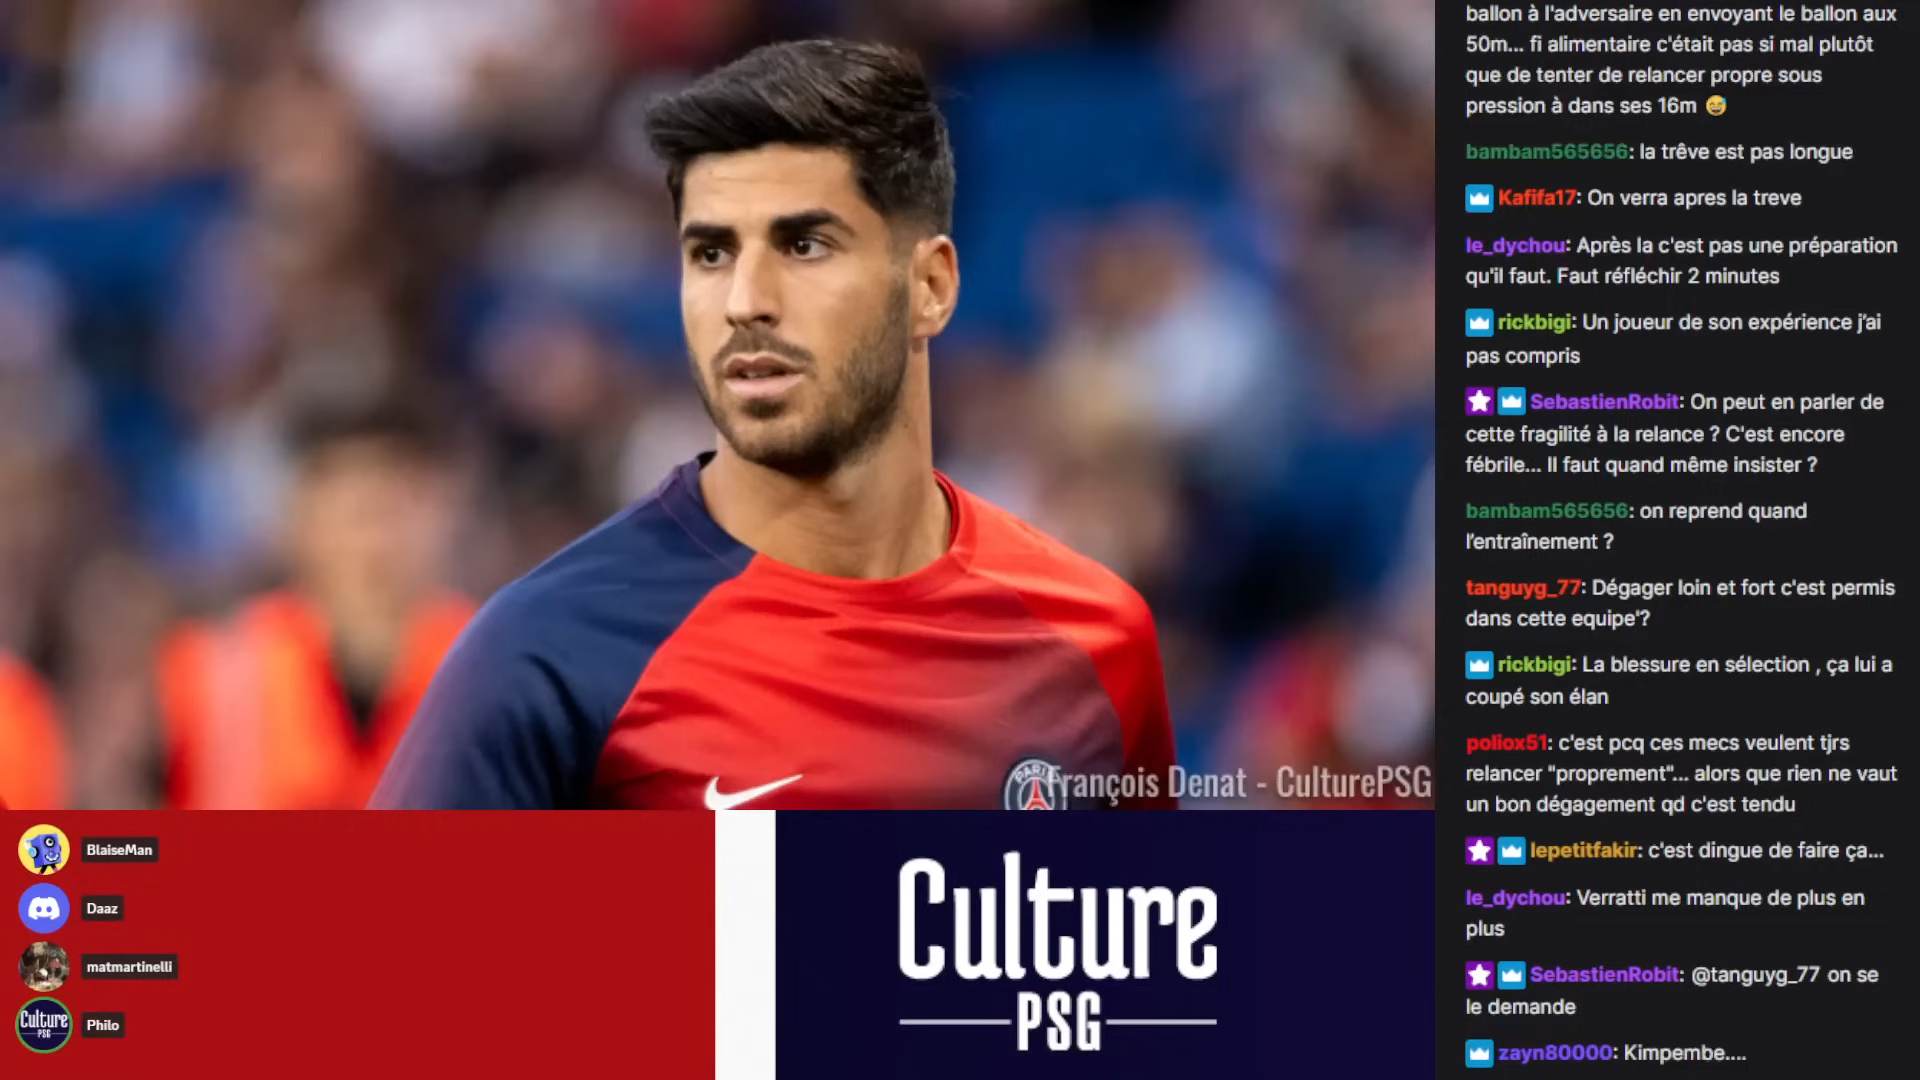 PARIS
François Denat - CulturePSG
BlaiseMan
Daaz
matmartinelli
Culture
PSG
Philo
Culture
PSG
ballon à l'adversaire en envoyant le ballon aux
50m... fi alimentaire c'était pas si mal plutôt
que de tenter de relancer propre sous
pression à dans ses 16m 😅
bambam565656: la trêve est pas longue
Kafifa17: On verra apres la treve
le_dychou: Après la c'est pas une préparation
qu'il faut. Faut réfléchir 2 minutes
rickbigi: Un joueur de son expérience j'ai
pas compris
SebastienRobit: On peut en parler de
cette fragilité à la relance ? C'est encore
fébrile... Il faut quand même insister ?
bambam565656: on reprend quand
l'entraînement ?
tanguyg_77: Dégager loin et fort c'est permis
dans cette equipe'?
rickbigi: La blessure en sélection , ça lui a
coupé son élan
poliox51: c'est pcq ces mecs veulent tjrs
relancer "proprement"... alors que rien ne vaut
un bon dégagement qd c'est tendu
lepetitfakir: c'est dingue de faire ça...
le_dychou: Verratti me manque de plus en
plus
SebastienRobit: @tanguyg_77 on se
le demande
zayn80000: Kimpembe....